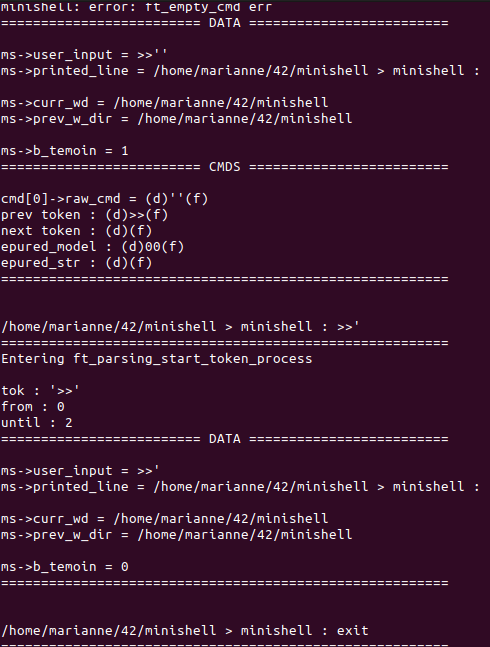 minishell: error: ft_empty_cmd err
========================= DATA =========================
ms->user_input = >>''
ms->printed_line = /home/marianne/42/minishell > minishell :
ms->curr_wd = /home/marianne/42/minishell
ms->prev_w_dir = /home/marianne/42/minishell
ms->b_temoin = 1
========================= CMDS =========================
cmd[0]->raw_cmd = (d)''(f)
prev token : (d)>>(f)
next token : (d)(f)
epured_model : (d)00(f)
epured_str : (d)(f)
========================================================
/home/marianne/42/minishell > minishell : >>'
========================================================
Entering ft_parsing_start_token_process
tok : '>>'
from : 0
until : 2
========================= DATA =========================
ms->user_input = >>'
ms->printed_line = /home/marianne/42/minishell > minishell :
ms->curr_wd = /home/marianne/42/minishell
ms->prev_w_dir = /home/marianne/42/minishell
ms->b_temoin = 0
========================================================
/home/marianne/42/minishell > minishell : exit
========================================================